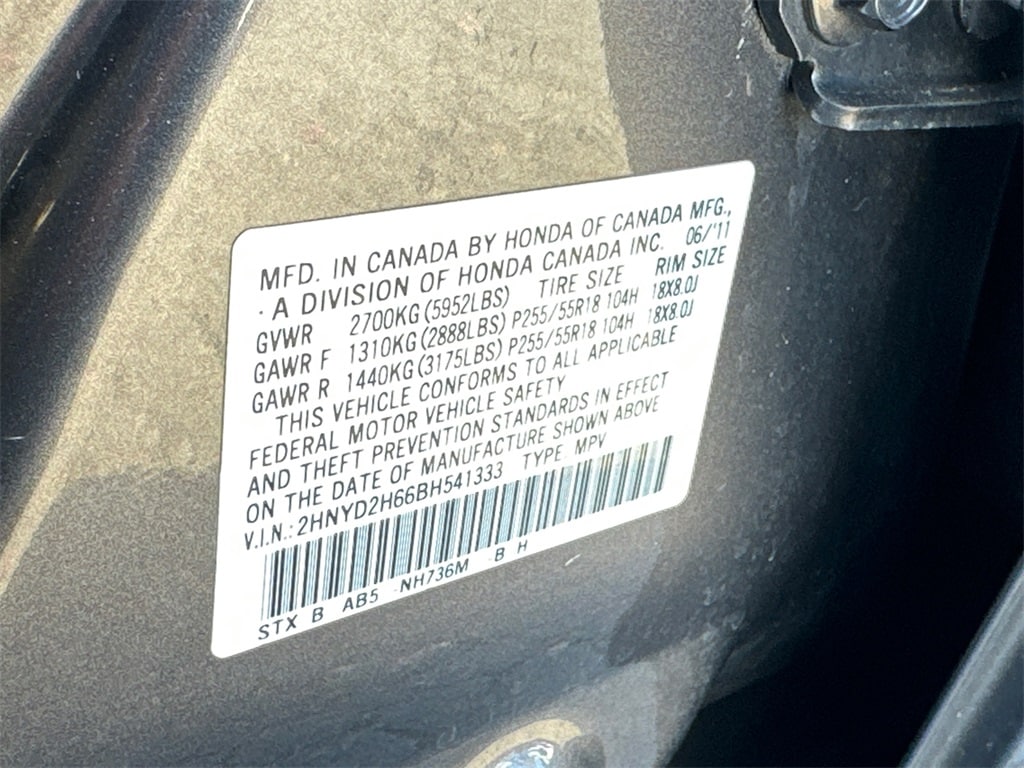 MFD. IN CANADA BY HONDA OF CANADA MFG.,
A DIVISION OF HONDA CANADA INC. 06/'11
GVWR 2700KG (5952LBS) TIRE SIZE RIM SIZE
GAWR F 1310KG (2888LBS) P255/55R18 104H 18X8.0J
GAWR R 1440KG (3175LBS) P255/55R18 104H 18X8.0J
THIS VEHICLE CONFORMS TO ALL APPLICABLE
FEDERAL MOTOR VEHICLE SAFETY
AND THEFT PREVENTION STANDARDS IN EFFECT
ON THE DATE OF MANUFACTURE SHOWN ABOVE
V.I.N.: 2HNYD2H66BH541333 TYPE: MPV
STX B AB5 NH736M B H